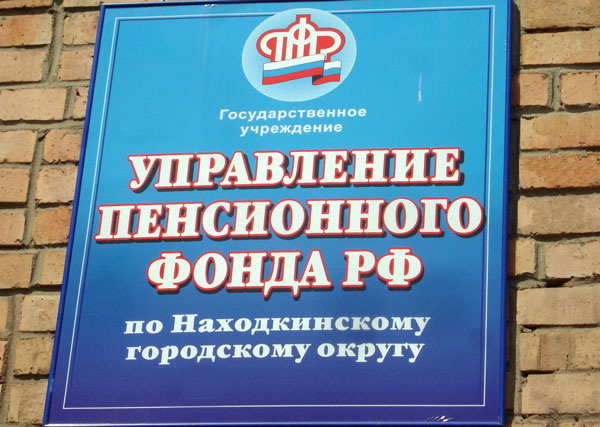 ПФР
Государственное
учреждение
УПРАВЛЕНИЕ
ПЕНСИОННОГО
ФОНДА РФ
по Находкинскому
городскому округу